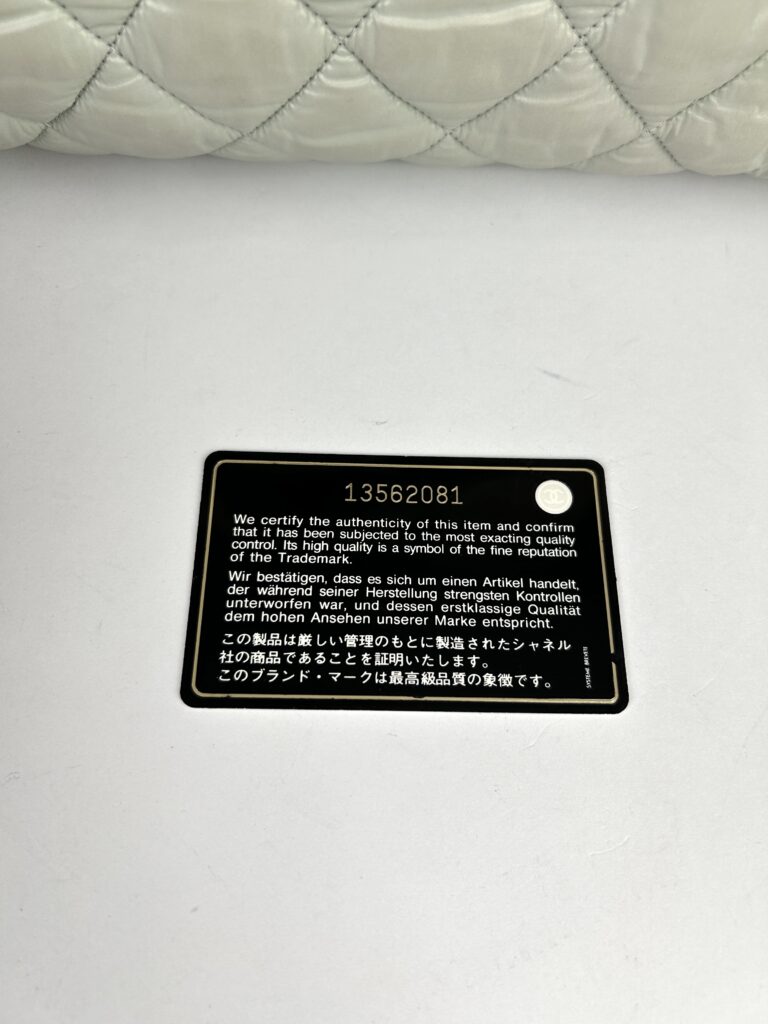 13562081
We certify the authenticity of this item and confirm
that it has been subjected to the most exacting quality
control. Its high quality is a symbol of the fine reputation
of the Trademark.
Wir bestätigen, dass es sich um einen Artikel handelt,
der während seiner Herstellung strengsten Kontrollen
unterworfen war, und dessen erstklassige Qualität
dem hohen Ansehen unserer Marke entspricht.
この製品は厳しい管理のもとに製造されたシャネル
社の商品であることを証明いたします。
このブランド・マークは最高級品質の象徴です。
SYSTEME BREVETE